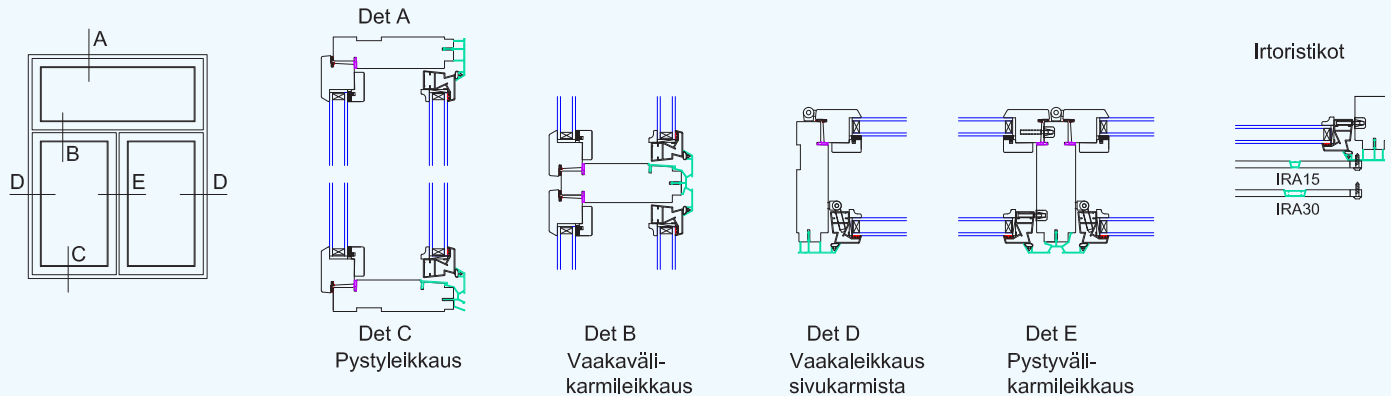 A
B
D
E
D
C
Det A
Det C
Pystyleikkaus
Det B
Vaakaväli-
karmileikkaus
Det D
Vaakaleikkaus
sivukarmista
Det E
Pystyväli-
karmileikkaus
Irtoristikot
IRA15
IRA30